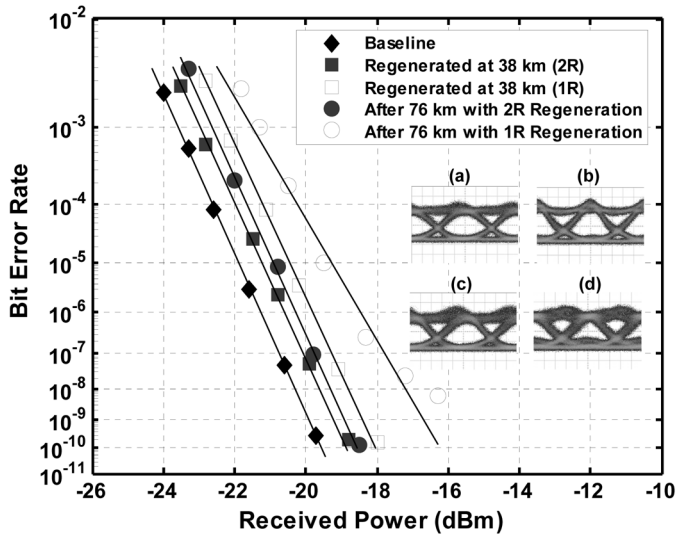 10-2
10-3
10-4
10-5
10-6
10-7
10-8
10-9
10-10
10-11
Bit Error Rate
Baseline
Regenerated at 38 km (2R)
Regenerated at 38 km (1R)
After 76 km with 2R Regeneration
After 76 km with 1R Regeneration
(a) (b)
(c) (d)
-26 -24 -22 -20 -18 -16 -14 -12 -10
Received Power (dBm)